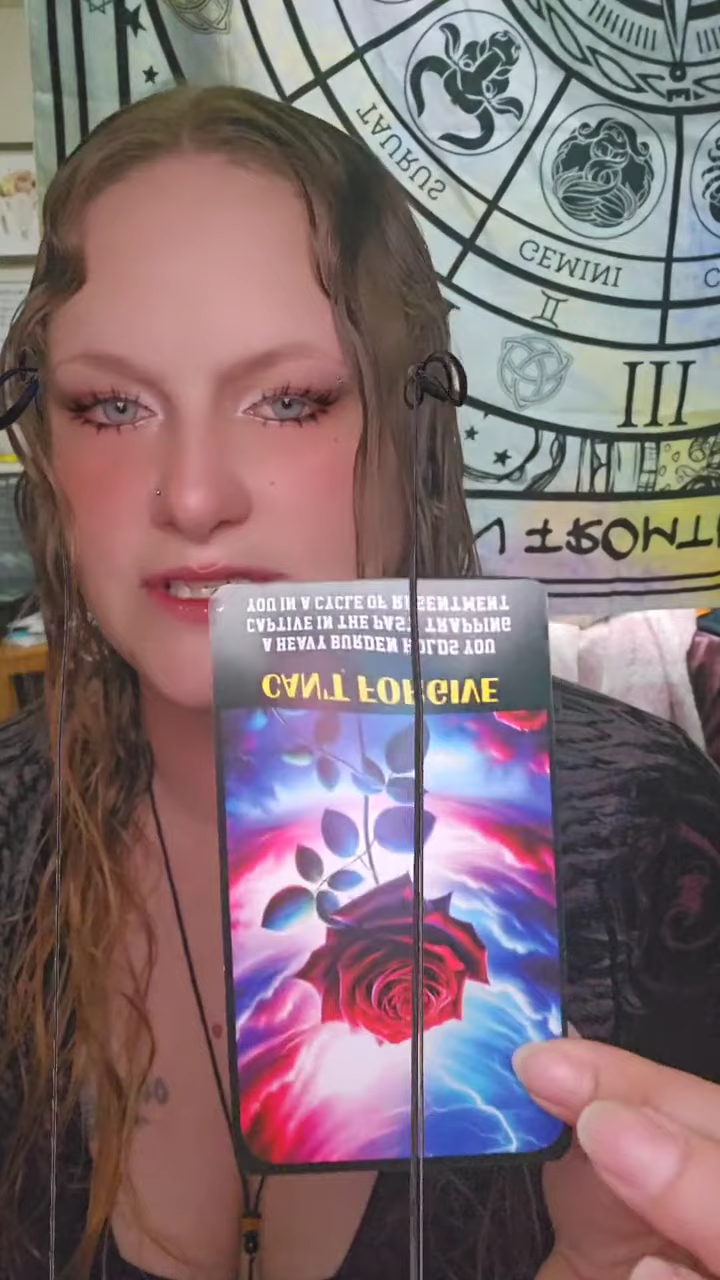 TAURUS
GEMINI
III
CAN'T FORGIVE
A HEAVY BURDEN HOLDS YOU
CAPTIVE IN THE PAST, TRAPPING
YOU IN A CYCLE OF RESENTMENT